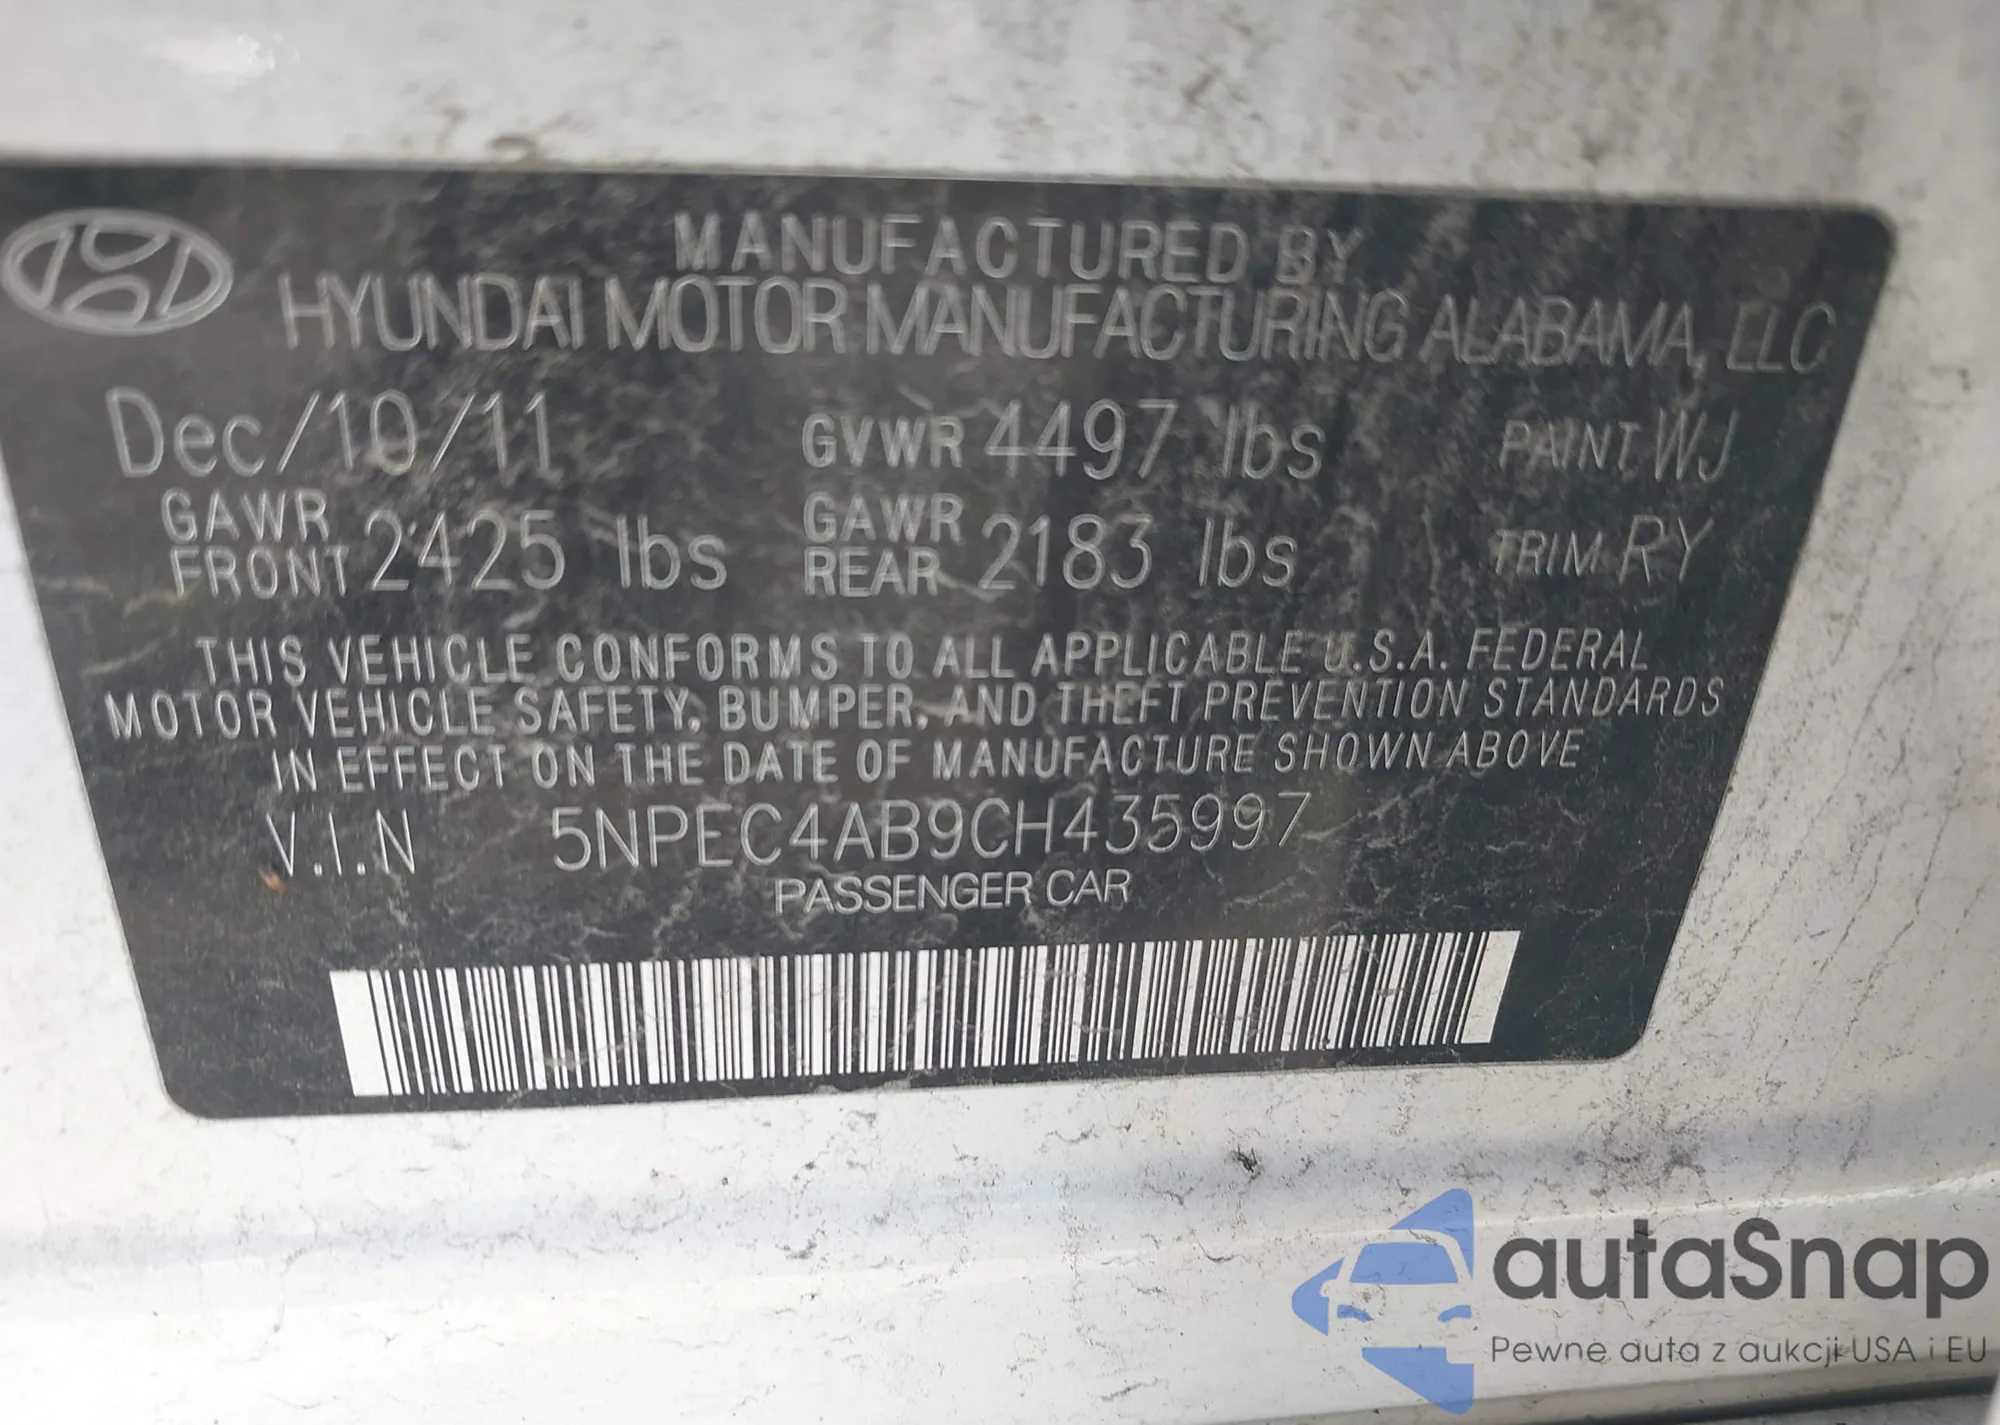 MANUFACTURED BY
HYUNDAI MOTOR MANUFACTURING ALABAMA, LLC
Dec/10/11 GVWR 4497 lbs PAINT WJ
GAWR FRONT 2425 lbs GAWR REAR 2183 lbs TRIM RY
THIS VEHICLE CONFORMS TO ALL APPLICABLE U.S.A. FEDERAL
MOTOR VEHICLE SAFETY, BUMPER, AND THEFT PREVENTION STANDARDS
IN EFFECT ON THE DATE OF MANUFACTURE SHOWN ABOVE
V.I.N 5NPEC4AB9CH435997
PASSENGER CAR
autaSnap
Pewne auta z aukcji USA i EU